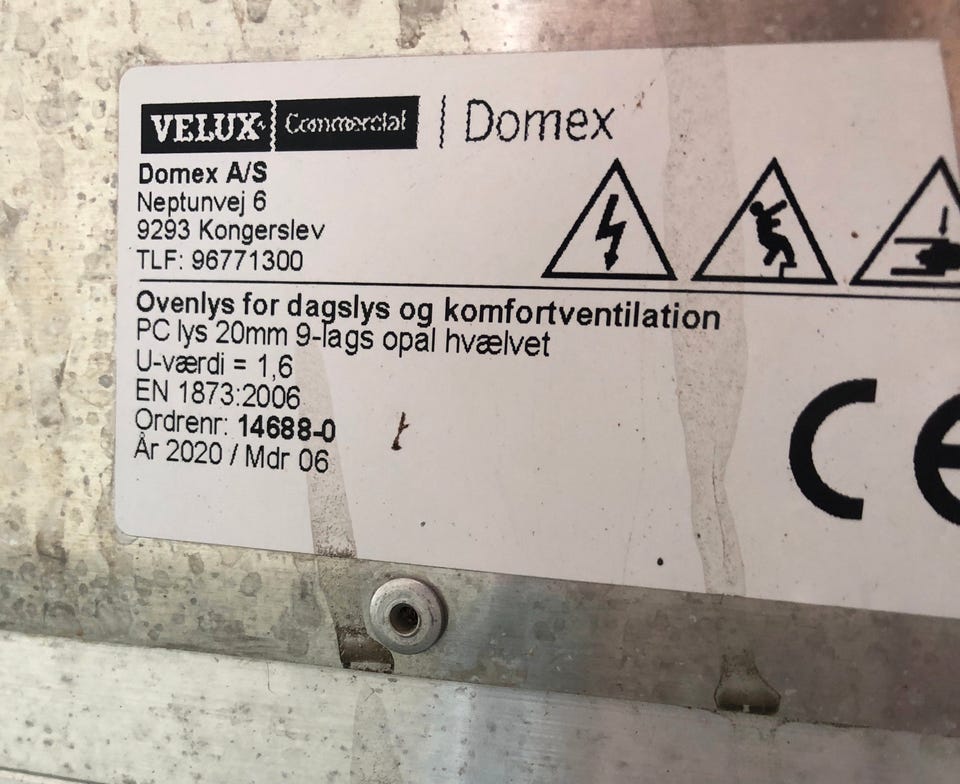 VELUX Commercial | Domex
Domex A/S
Neptunvej 6
9293 Kongerslev
TLF: 96771300
Ovenlys for dagslys og komfortventilation
PC lys 20mm 9-lags opal hvælvet
U-værdi = 1,6
EN 1873:2006
Ordrenr: 14688-0
År 2020 / Mdr 06
CE